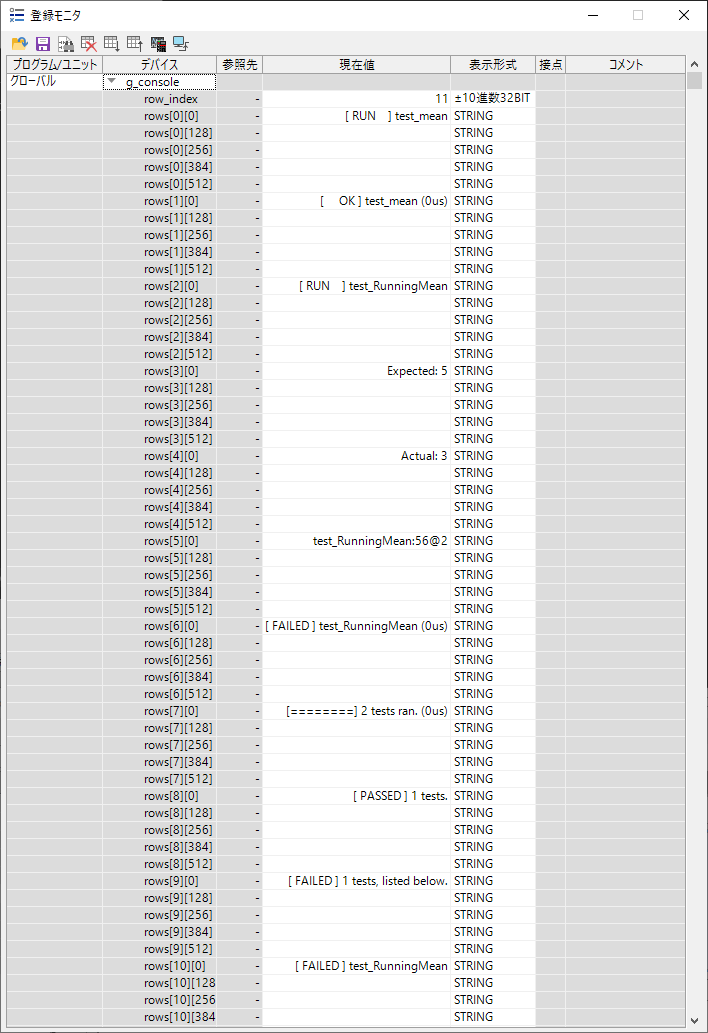 登録モニタ
プログラム/ユニット デバイス 参照先 現在値 表示形式 接点 コメント
グローバル g_console
row_index - 11 ±10進数32BIT
rows[0][0] - [ RUN ] test_mean STRING
rows[0][128] - STRING
rows[0][256] - STRING
rows[0][384] - STRING
rows[0][512] - STRING
rows[1][0] - [ OK ] test_mean (0us) STRING
rows[1][128] - STRING
rows[1][256] - STRING
rows[1][384] - STRING
rows[1][512] - STRING
rows[2][0] - [ RUN ] test_RunningMean STRING
rows[2][128] - STRING
rows[2][256] - STRING
rows[2][384] - STRING
rows[2][512] - STRING
rows[3][0] - Expected: 5 STRING
rows[3][128] - STRING
rows[3][256] - STRING
rows[3][384] - STRING
rows[3][512] - STRING
rows[4][0] - Actual: 3 STRING
rows[4][128] - STRING
rows[4][256] - STRING
rows[4][384] - STRING
rows[4][512] - STRING
rows[5][0] - test_RunningMean:56@2 STRING
rows[5][128] - STRING
rows[5][256] - STRING
rows[5][384] - STRING
rows[5][512] - STRING
rows[6][0] - [ FAILED ] test_RunningMean (0us) STRING
rows[6][128] - STRING
rows[6][256] - STRING
rows[6][384] - STRING
rows[6][512] - STRING
rows[7][0] - [========] 2 tests ran. (0us) STRING
rows[7][128] - STRING
rows[7][256] - STRING
rows[7][384] - STRING
rows[7][512] - STRING
rows[8][0] - [ PASSED ] 1 tests. STRING
rows[8][128] - STRING
rows[8][256] - STRING
rows[8][384] - STRING
rows[8][512] - STRING
rows[9][0] - [ FAILED ] 1 tests, listed below. STRING
rows[9][128] - STRING
rows[9][256] - STRING
rows[9][384] - STRING
rows[9][512] - STRING
rows[10][0] - [ FAILED ] test_RunningMean STRING
rows[10][128 - STRING
rows[10][256 - STRING
rows[10][384 - STRING